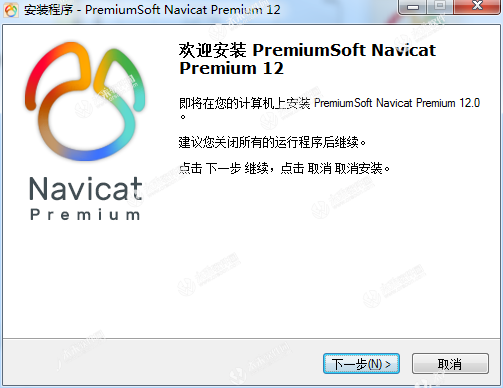 安装程序 - PremiumSoft Navicat Premium 12
欢迎安装 PremiumSoft Navicat
Premium 12
即将在您的计算机上安装 PremiumSoft Navicat Premium 12.0
。
建议您关闭所有的运行程序后继续。
点击 下一步 继续，点击 取消 取消安装。
Navicat
Premium
下一步(N) >
取消